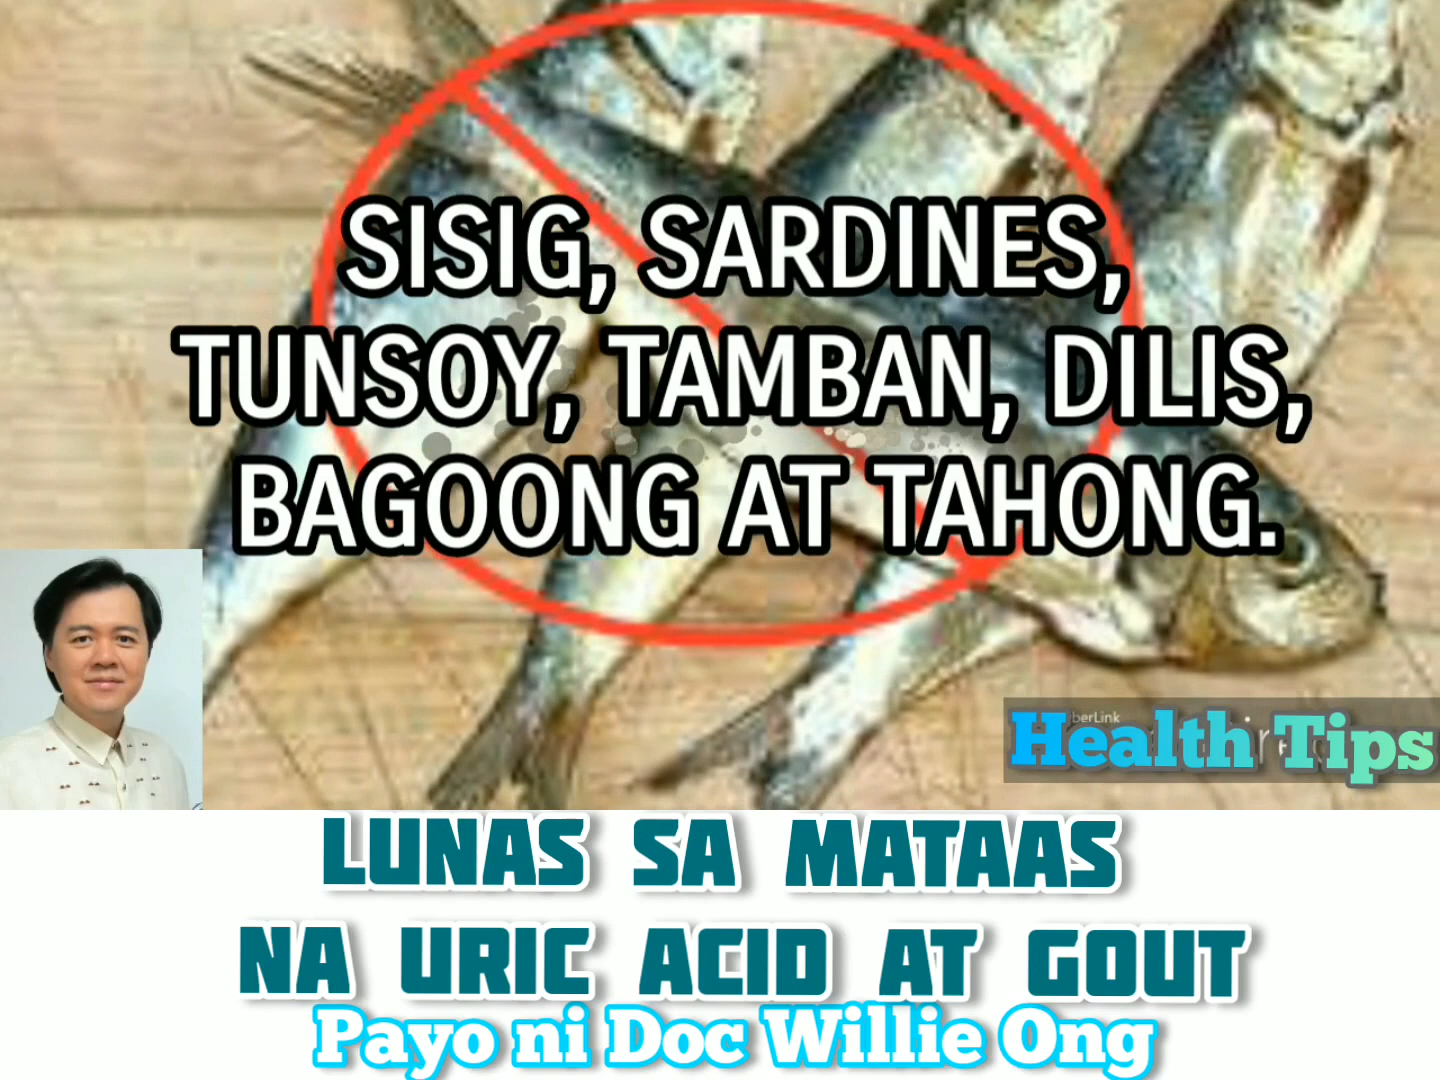 SISIG, SARDINES,
TUNSOY, TAMBAN, DILIS,
BAGOONG AT TAHONG.
berLink
Health Tips
LUNAS SA MATAAS
NA URIC ACID AT GOUT
Payo ni Doc Willie Ong